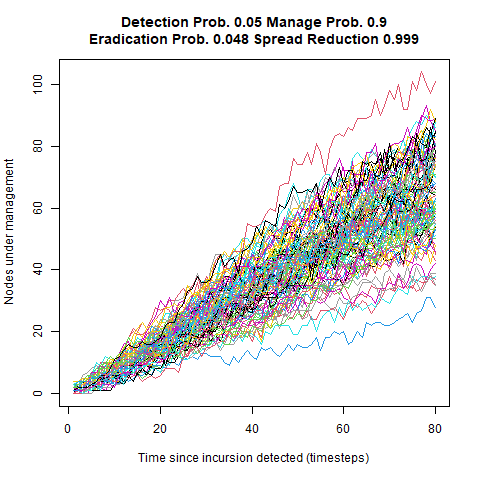 Detection Prob. 0.05 Manage Prob. 0.9
Eradication Prob. 0.048 Spread Reduction 0.999
Nodes under management
100
80
60
40
20
0
0 20 40 60 80
Time since incursion detected (timesteps)